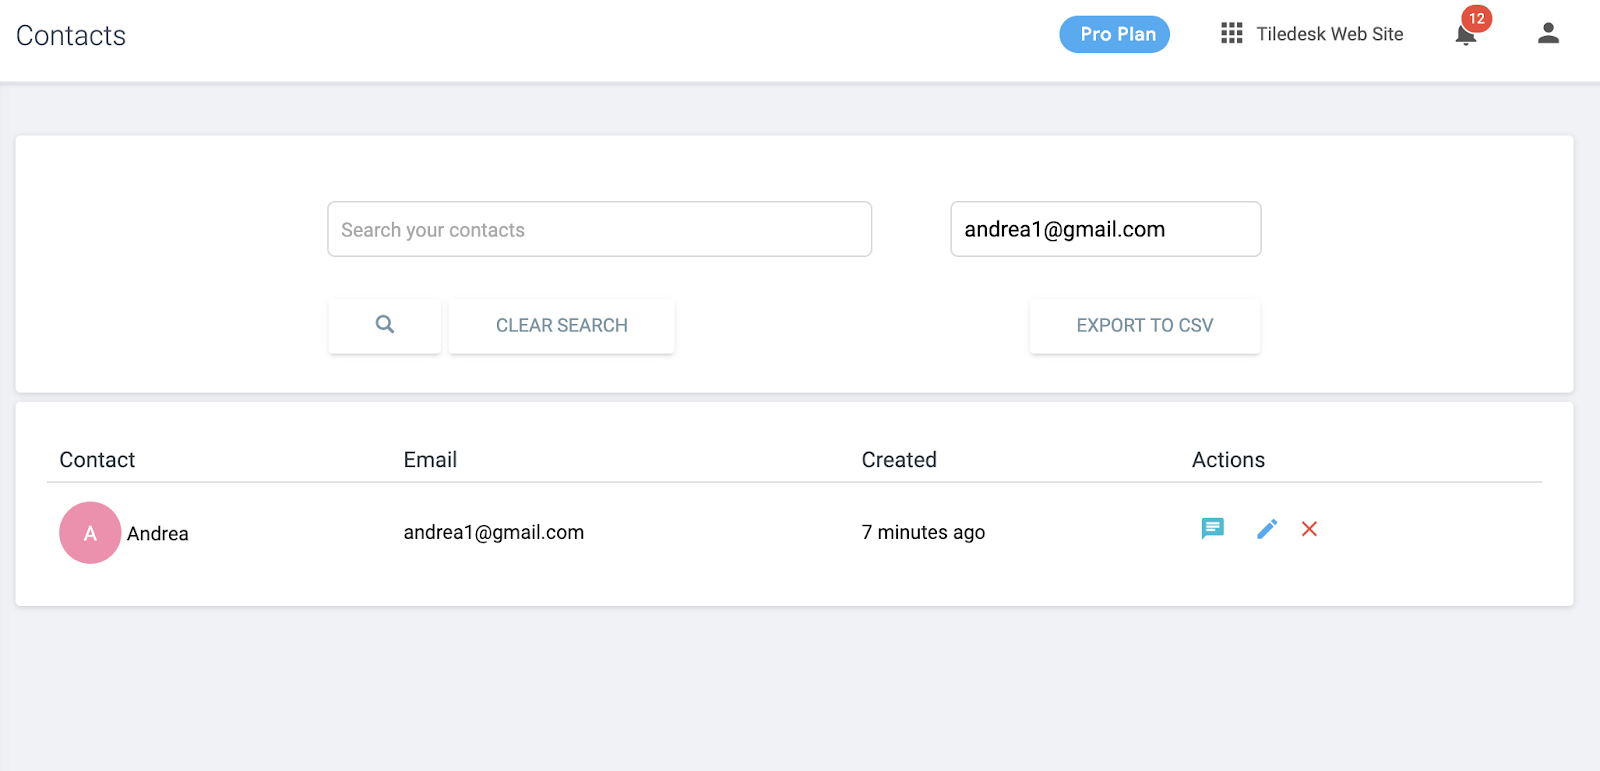 Contacts
Pro Plan
Tiledesk Web Site
12
Search your contacts
andrea1@gmail.com
CLEAR SEARCH
EXPORT TO CSV
Contact Email Created Actions
A Andrea andrea1@gmail.com 7 minutes ago